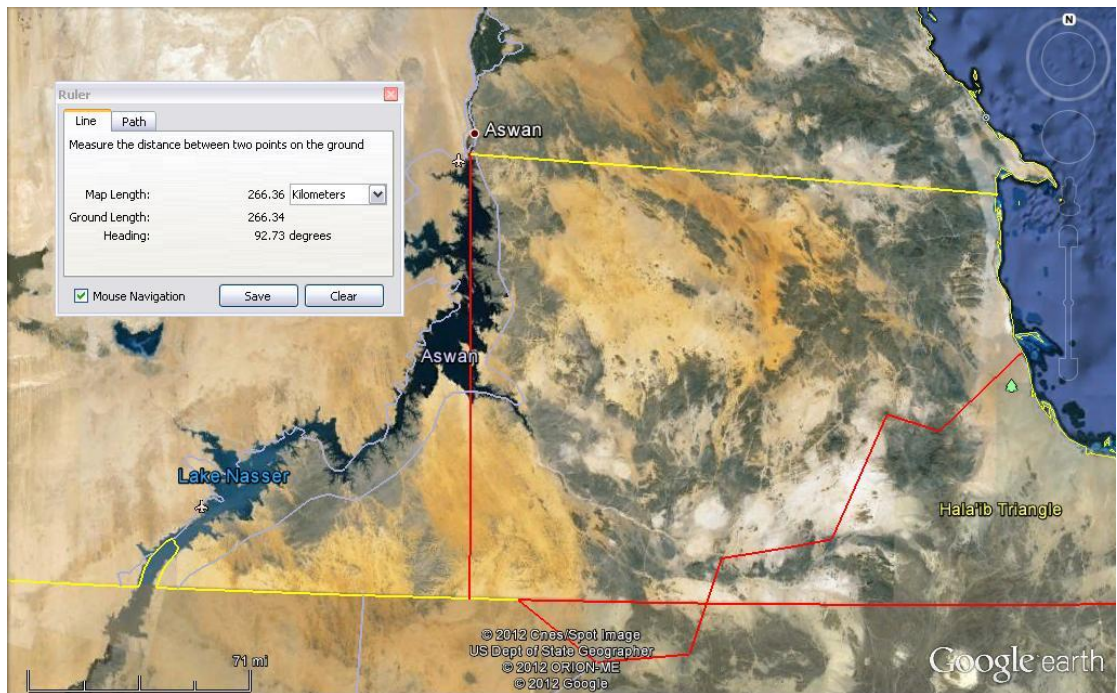 Ruler
Line Path
Measure the distance between two points on the ground
Map Length: 266.36 Kilometers
Ground Length: 266.34
Heading: 92.73 degrees
Mouse Navigation Save Clear
N
Aswan
Aswan
Lake Nasser
Hala'ib Triangle
© 2012 Cnes/Spot Image
US Dept of State Geographer
© 2012 ORION-ME
© 2012 Google
71 mi
Google earth